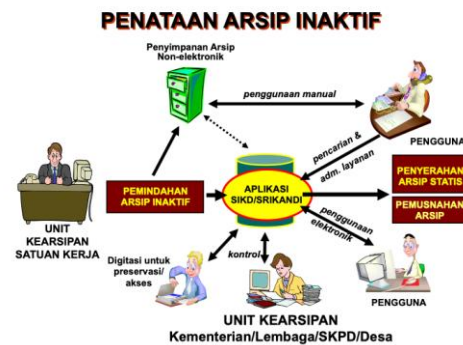 PENATAAN ARSIP INAKTIF
Penyimpanan Arsip
Non-elektronik
penggunaan manual
PENGGUNA
pencarian &
adm. layanan
UNIT
KEARSIPAN
SATUAN KERJA
PEMINDAHAN
ARSIP INAKTIF
APLIKASI
SIKD/SRIKANDI
PENYERAHAN
ARSIP STATIS
PEMUSNAHAN
ARSIP
penggunaan
elektronik
Digitasi untuk
preservasi/
akses
kontrol
PENGGUNA
UNIT KEARSIPAN
Kementerian/Lembaga/SKPD/Desa